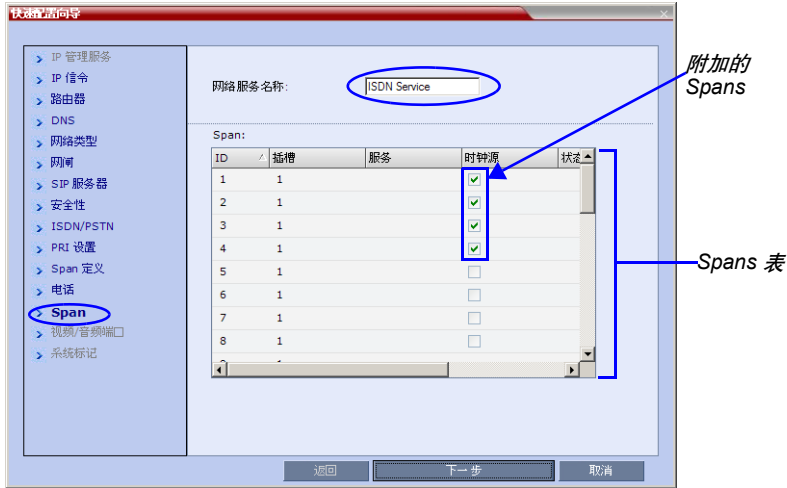 快速配置向导
IP 管理服务
IP 信令
路由器
DNS
网络类型
网闸
SIP 服务器
安全性
ISDN/PSTN
PRI 设置
Span 定义
电话
Span
视频/音频端口
系统标记
网络服务名称:
ISDN Service
Span:
ID 插槽 服务 时钟源 状态
1 1
2 1
3 1
4 1
5 1
6 1
7 1
8 1
返回
下一步
取消
附加的
Spans
Spans 表